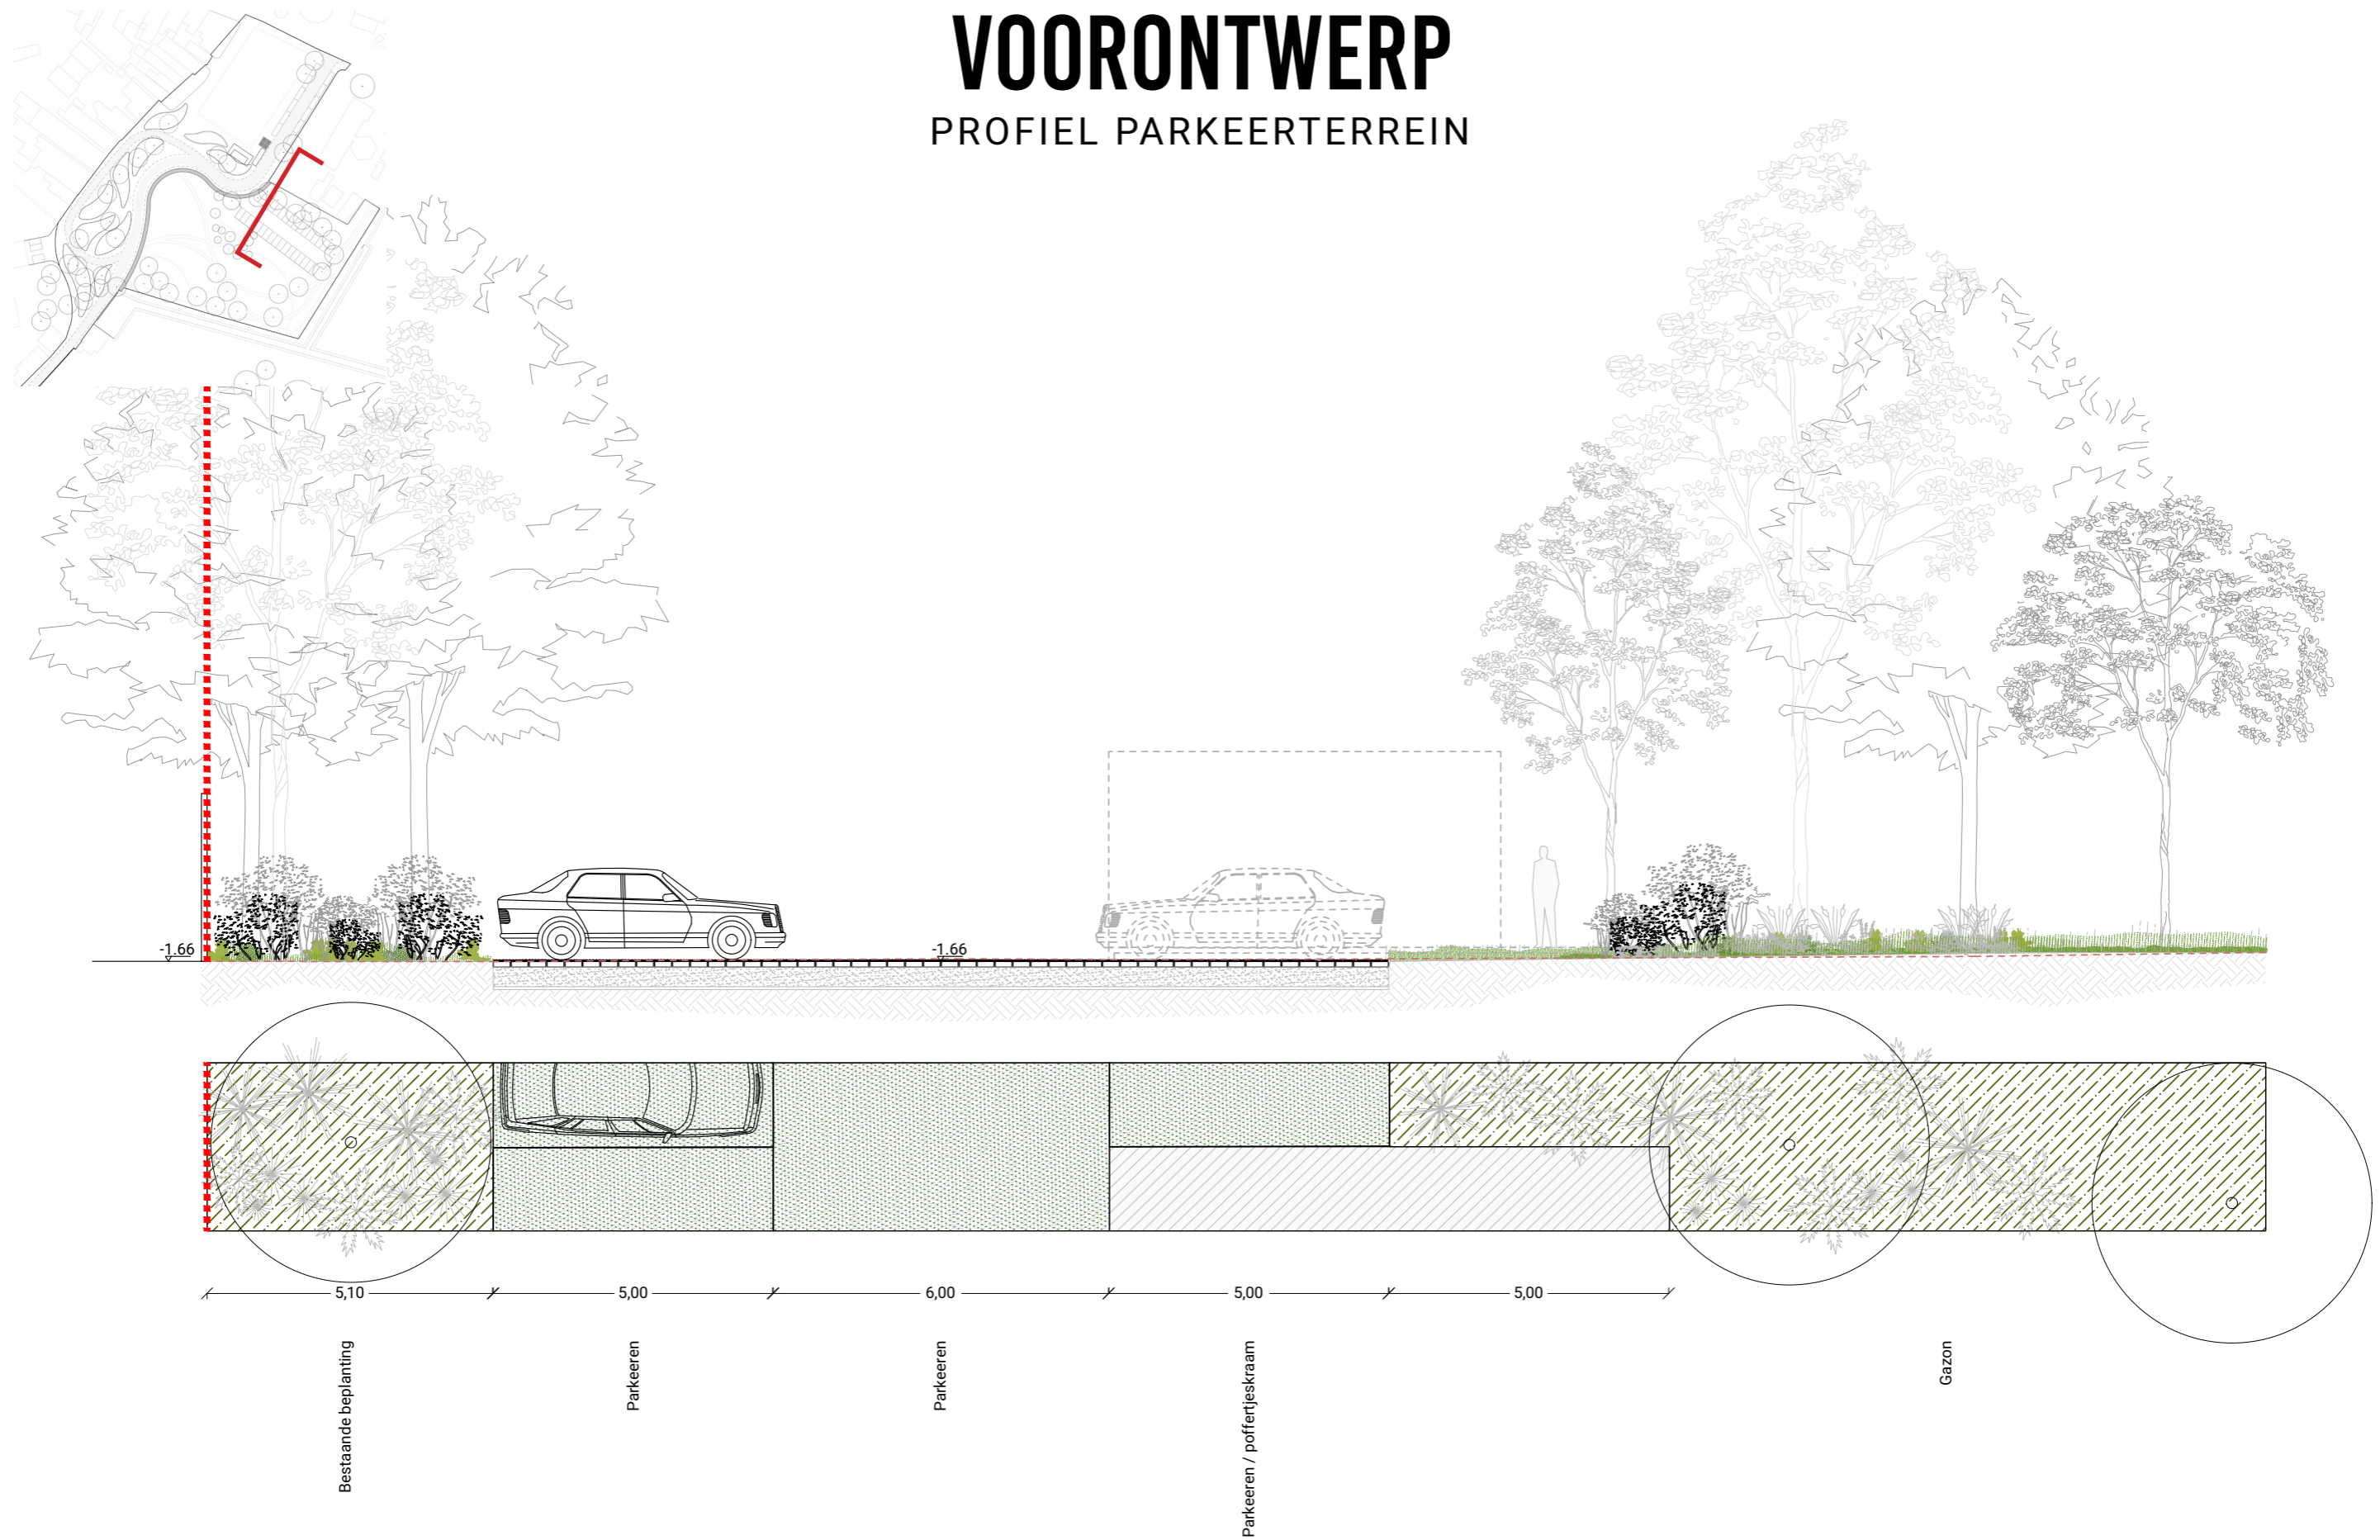 VOORONTWERP
PROFIEL PARKEERTERREIN
-1.66
-1.66
5,10
5,00
6,00
5,00
5,00
Bestaande beplanting
Parkeeren
Parkeeren
Parkeeren / poffertjeskraam
Gazon